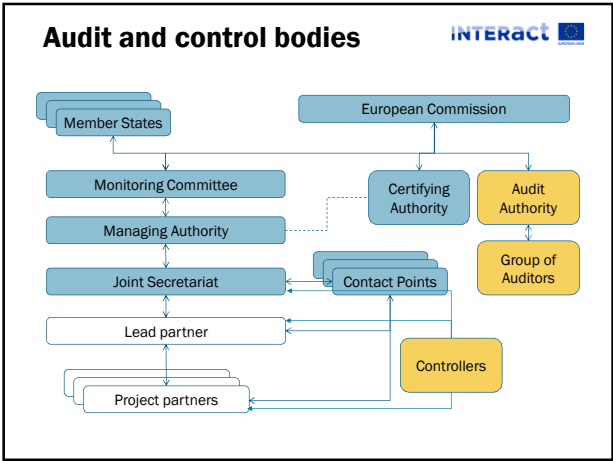 Audit and control bodies
INTERact
EUROPEAN UNION
European Commission
Member States
Monitoring Committee
Certifying
Authority
Audit
Authority
Managing Authority
Group of
Auditors
Joint Secretariat
Contact Points
Lead partner
Controllers
Project partners